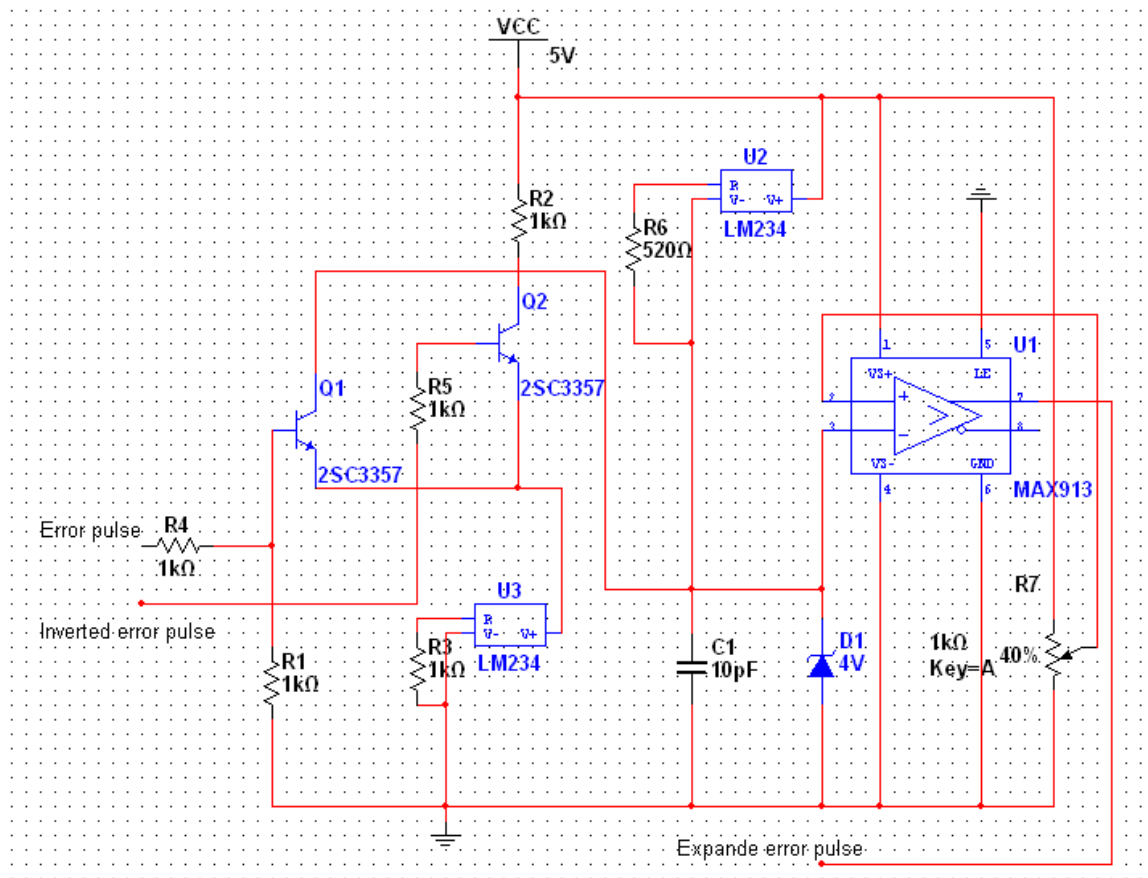 VCC
5V
U2
R
V-
V+
LM234
R2
1kΩ
R6
520Ω
Q2
2SC3357
R5
1kΩ
Q1
2SC3357
1
5
U1
VS+
LE
2
+
7
3
−
8
VS-
GND
4
6
MAX913
Error pulse
R4
1kΩ
Inverted error pulse
U3
R
V-
V+
LM234
R3
1kΩ
R1
1kΩ
C1
10pF
D1
4V
R7
1kΩ
40%
Key=A
Expande error pulse